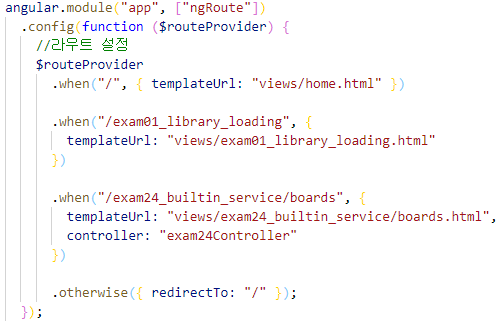 angular.module("app", ["ngRoute"])
.config(function ($routeProvider) {
//라우트 설정
$routeProvider
.when("/", { templateUrl: "views/home.html" })
.when("/exam01_library_loading", {
templateUrl: "views/exam01_library_loading.html"
})
.when("/exam24_builtin_service/boards", {
templateUrl: "views/exam24_builtin_service/boards.html",
controller: "exam24Controller"
})
.otherwise({ redirectTo: "/" });
});